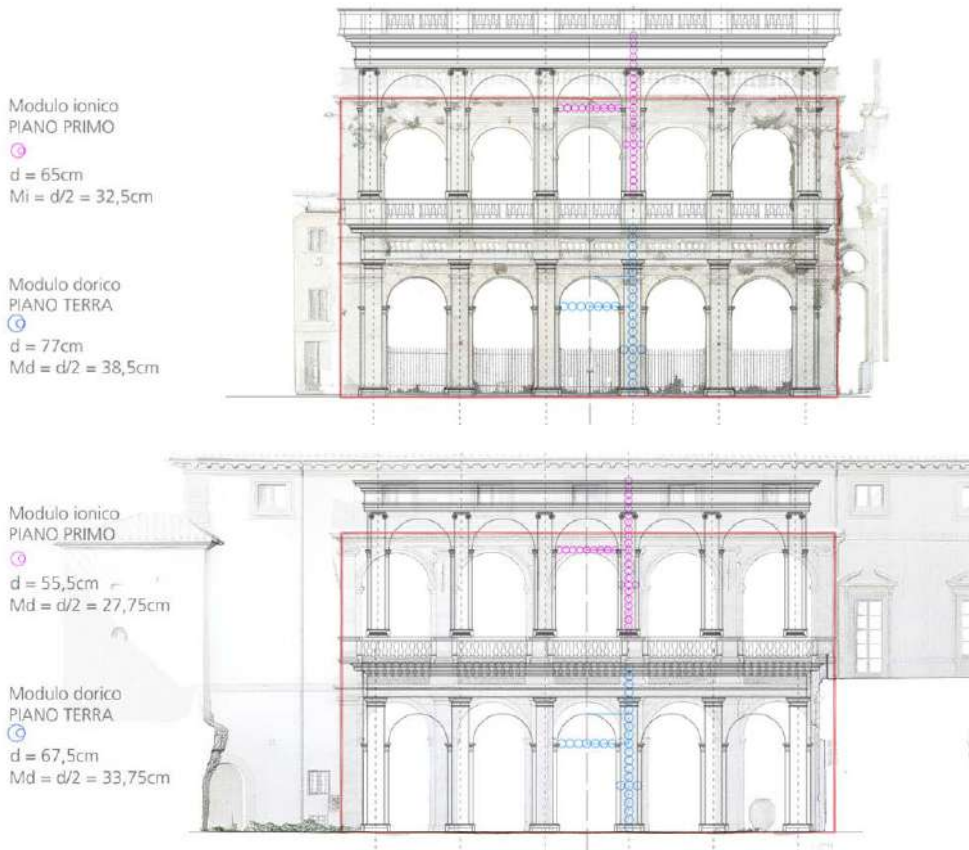 Modulo ionico
PIANO PRIMO
d = 65cm
Mi = d/2 = 32,5cm
Modulo dorico
PIANO TERRA
d = 77cm
Md = d/2 = 38,5cm
Modulo ionico
PIANO PRIMO
d = 55,5cm
Md = d/2 = 27,75cm
Modulo dorico
PIANO TERRA
d = 67,5cm
Md = d/2 = 33,75cm